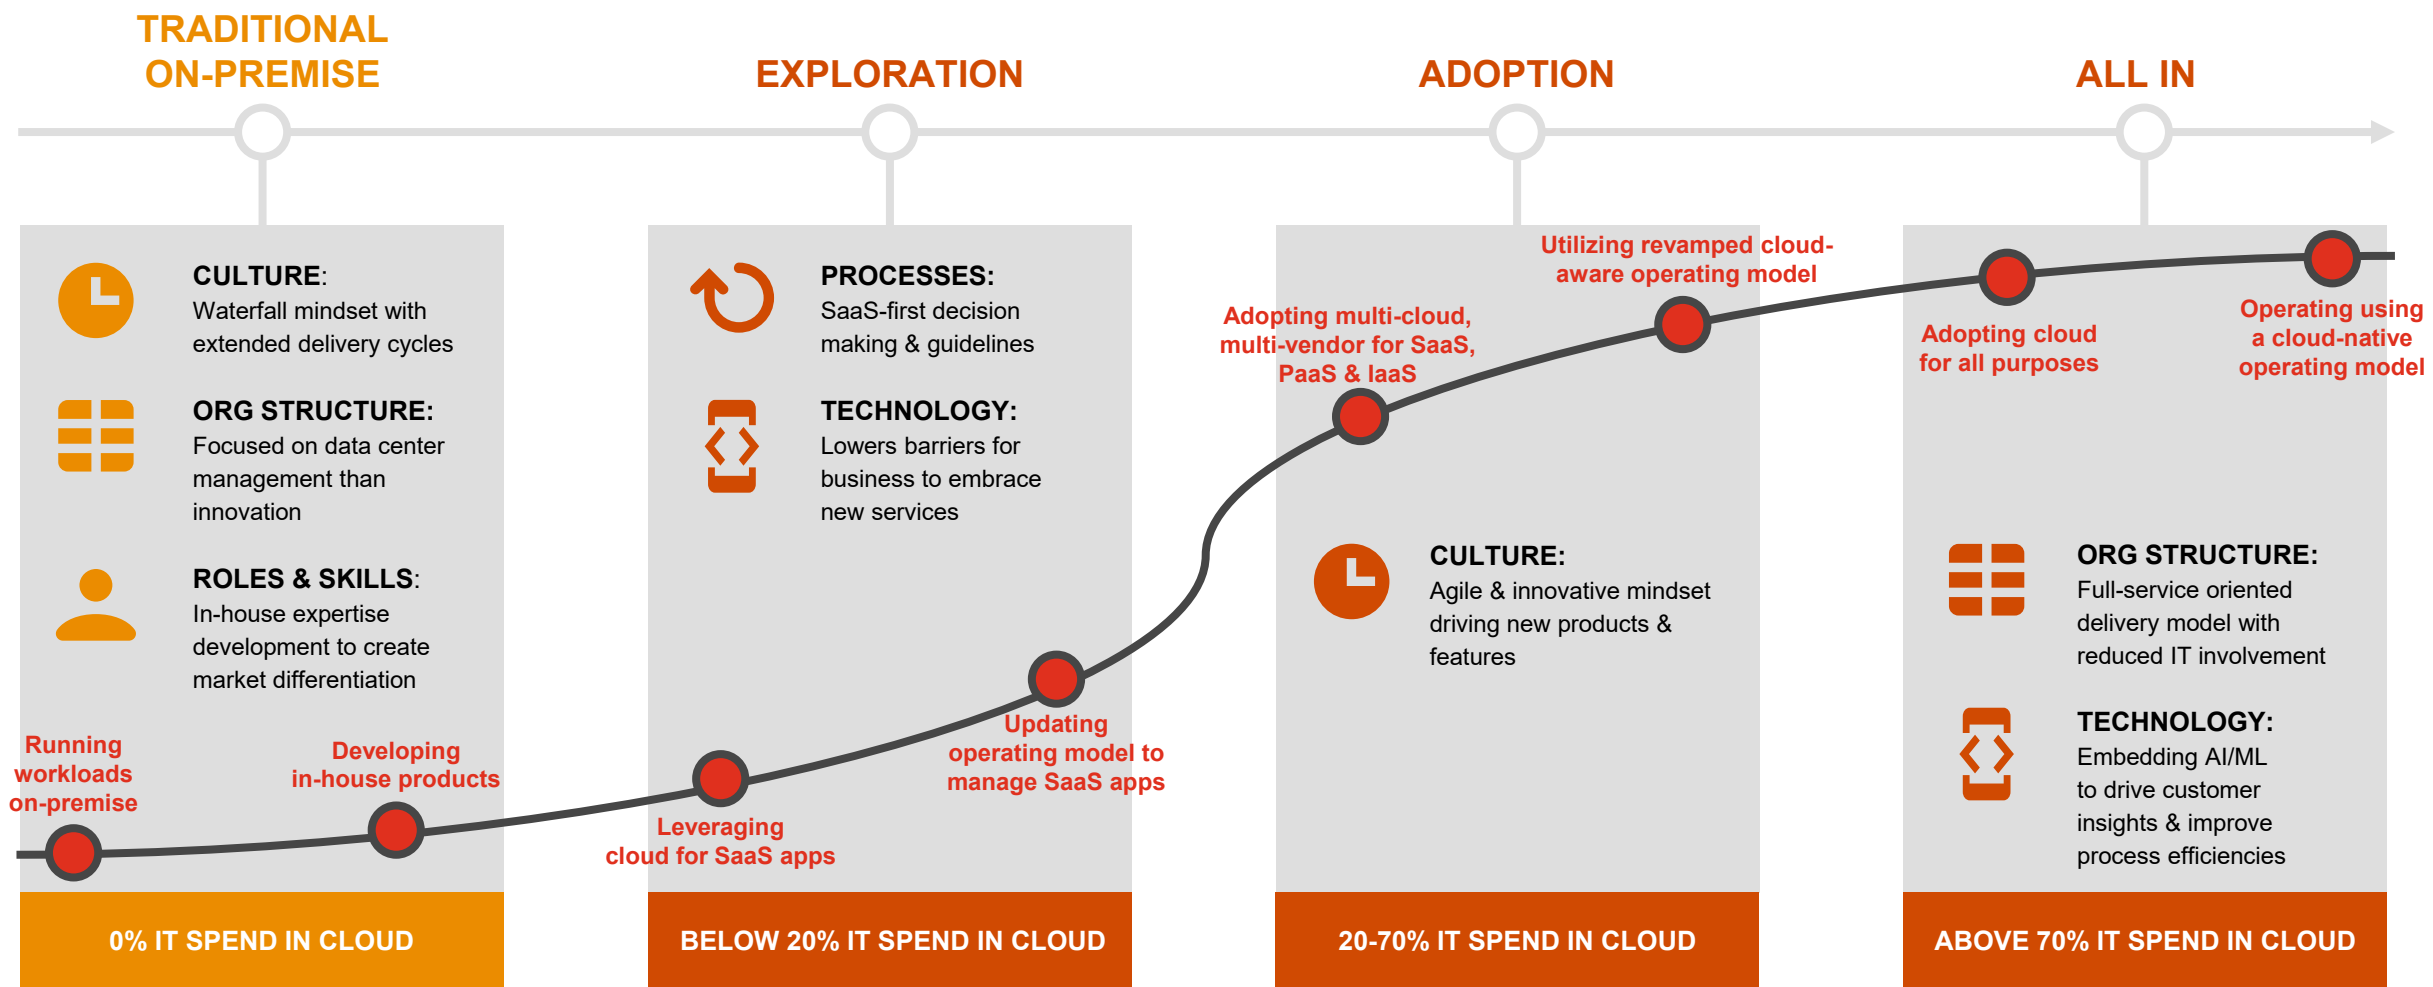 TRADITIONAL
ON-PREMISE
EXPLORATION
ADOPTION
ALL IN
CULTURE:
Waterfall mindset with
extended delivery cycles
ORG STRUCTURE:
Focused on data center
management than
innovation
ROLES & SKILLS:
In-house expertise
development to create
market differentiation
Running
workloads
on-premise
Developing
in-house products
0% IT SPEND IN CLOUD
PROCESSES:
SaaS-first decision
making & guidelines
TECHNOLOGY:
Lowers barriers for
business to embrace
new services
Updating
operating model to
manage SaaS apps
Leveraging
cloud for SaaS apps
BELOW 20% IT SPEND IN CLOUD
Utilizing revamped cloud-
aware operating model
Adopting multi-cloud,
multi-vendor for SaaS,
PaaS & IaaS
CULTURE:
Agile & innovative mindset
driving new products &
features
20-70% IT SPEND IN CLOUD
Adopting cloud
for all purposes
Operating using
a cloud-native
operating model
ORG STRUCTURE:
Full-service oriented
delivery model with
reduced IT involvement
TECHNOLOGY:
Embedding AI/ML
to drive customer
insights & improve
process efficiencies
ABOVE 70% IT SPEND IN CLOUD